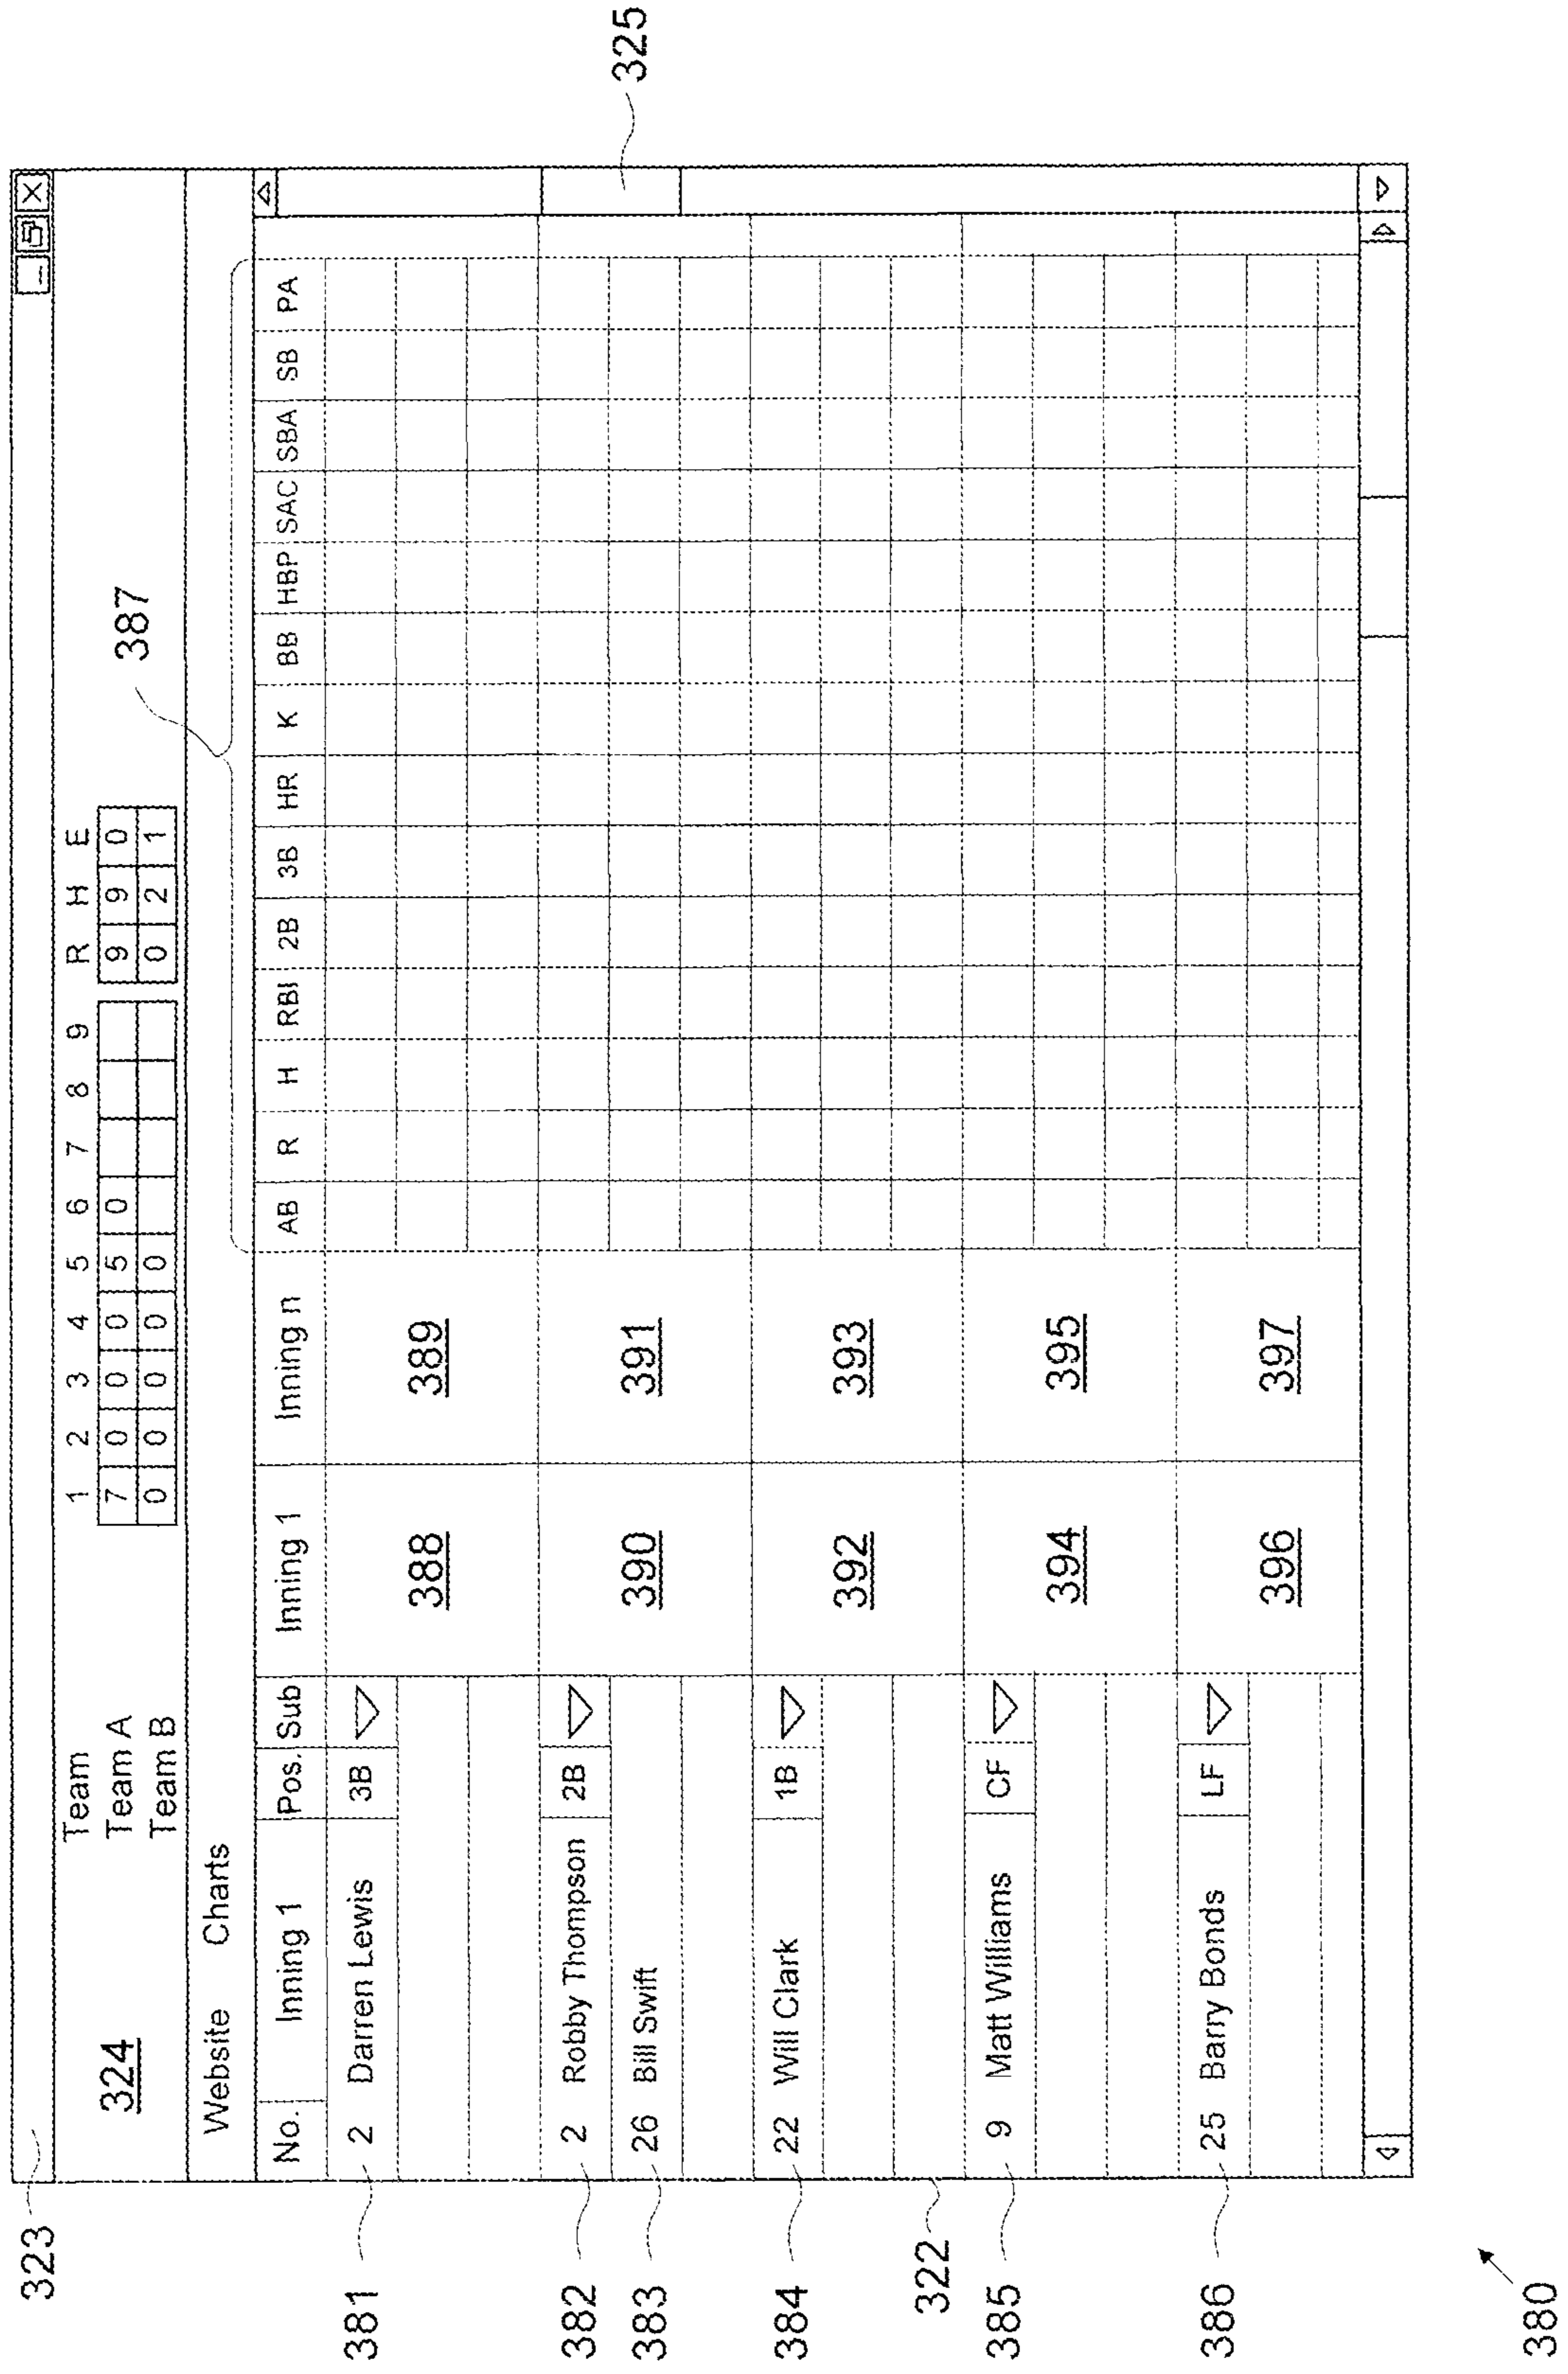 323
324
Team 1 2 3 4 5 6 7 8 9 R H E
Team A 7 0 0 0 5 0 9 9 0
Team B 0 0 0 0 0 0 2 1
387
Website Charts
No. Inning 1 Pos. Sub Inning 1 Inning n AB R H RBI 2B 3B HR K BB HBP SAC SBA SB PA
381 2 Darren Lewis 3B 388 389
382 2 Robby Thompson 2B
383 26 Bill Swift 390 391
325
384 22 Will Clark 1B 392 393
322
385 9 Matt Williams CF 394 395
386 25 Barry Bonds LF 396 397
380